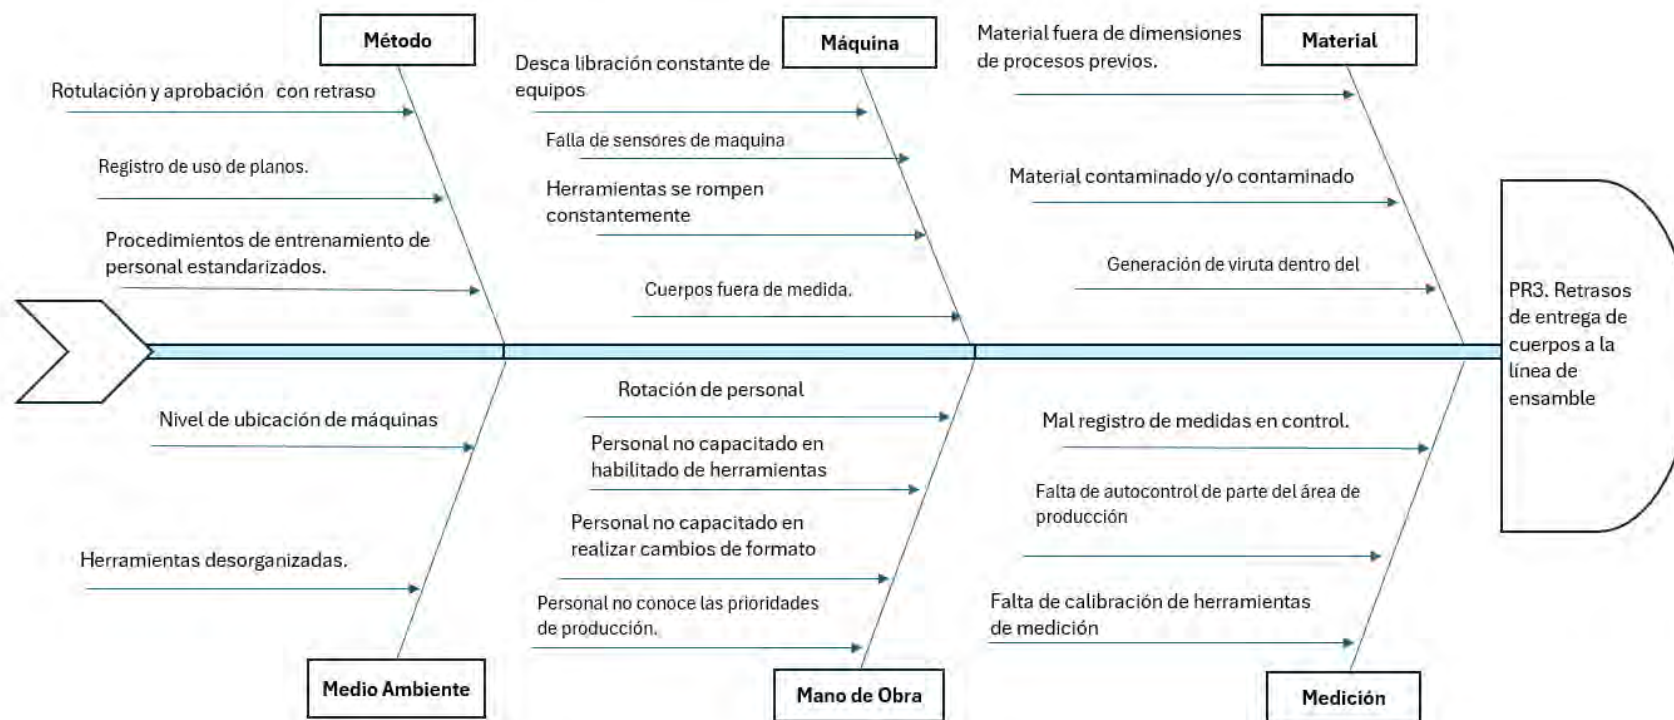 Método
Rotulación y aprobación con retraso
Registro de uso de planos.
Procedimientos de entrenamiento de
personal estandarizados.
Máquina
Desca libración constante de
equipos
Falla de sensores de maquina
Herramientas se rompen
constantemente
Cuerpos fuera de medida.
Material
Material fuera de dimensiones
de procesos previos.
Material contaminado y/o contaminado
Generación de viruta dentro del
PR3. Retrasos
de entrega de
cuerpos a la
línea de
ensamble
Nivel de ubicación de máquinas
Herramientas desorganizadas.
Medio Ambiente
Rotación de personal
Personal no capacitado en
habilitado de herramientas
Personal no capacitado en
realizar cambios de formato
Personal no conoce las prioridades
de producción.
Mano de Obra
Mal registro de medidas en control.
Falta de autocontrol de parte del área de
producción
Falta de calibración de herramientas
de medición
Medición